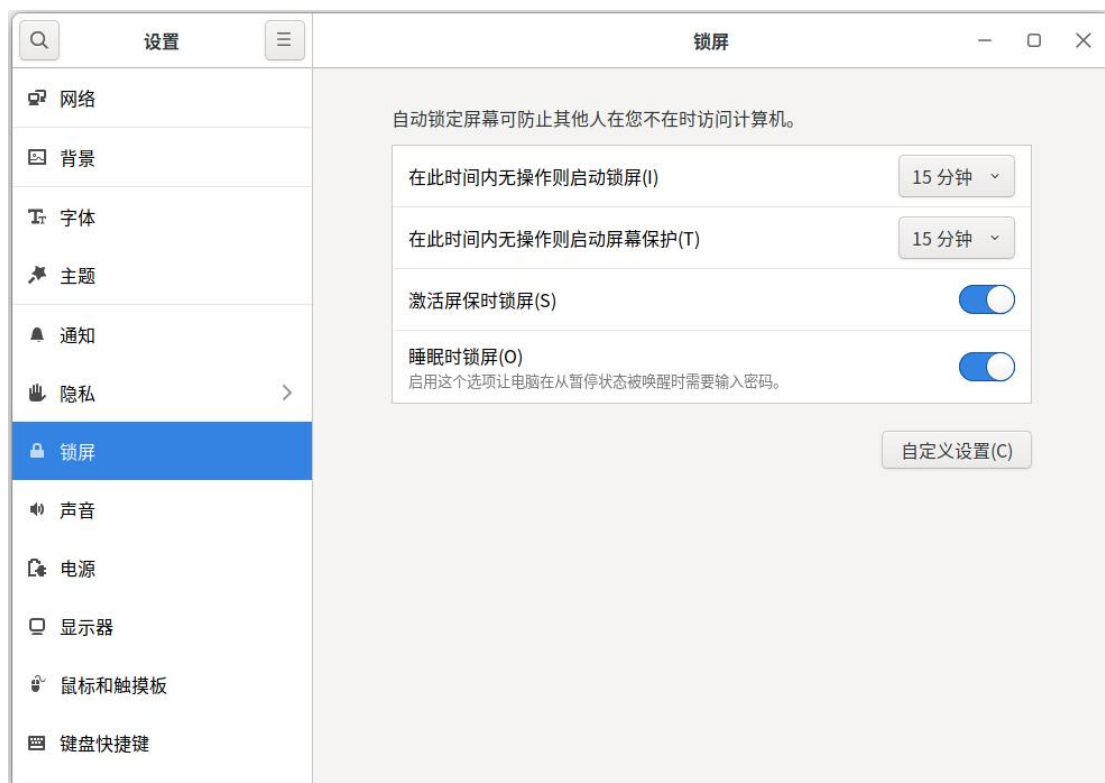 设置
锁屏
网络
背景
字体
主题
通知
隐私
锁屏
声音
电源
显示器
鼠标和触摸板
键盘快捷键
自动锁定屏幕可防止其他人在您不在时访问计算机。
在此时间内无操作则启动锁屏(I)
15 分钟
在此时间内无操作则启动屏幕保护(T)
15 分钟
激活屏保时锁屏(S)
睡眠时锁屏(O)
启用这个选项让电脑在从暂停状态被唤醒时需要输入密码。
自定义设置(C)